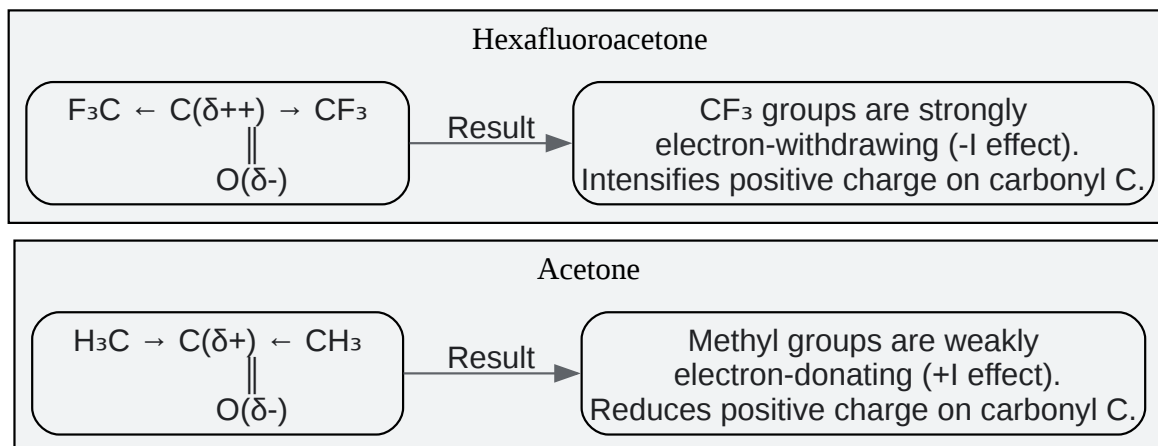 Hexafluoroacetone
F₃C ← C(δ++) → CF₃
||
O(δ-)
Result
CF₃ groups are strongly
electron-withdrawing (-I effect).
Intensifies positive charge on carbonyl C.
Acetone
H₃C → C(δ+) ← CH₃
||
O(δ-)
Result
Methyl groups are weakly
electron-donating (+I effect).
Reduces positive charge on carbonyl C.